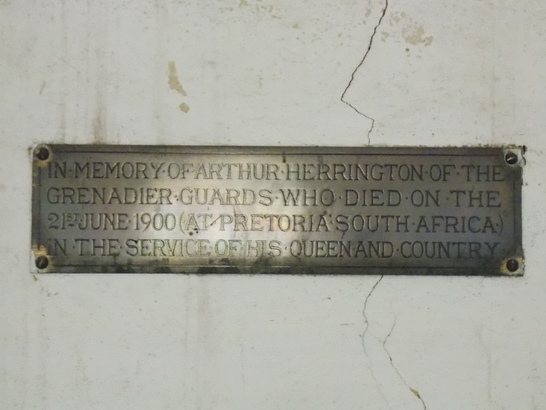 IN·MEMORY·OF·ARTHUR·HERRINGTON·OF·THE
GRENADIER·GUARDS·WHO·DIED·ON·THE
21ST·JUNE·1900(AT·PRETORIA·SOUTH·AFRICA)
IN·THE·SERVICE·OF·HIS·QUEEN·AND·COUNTRY·